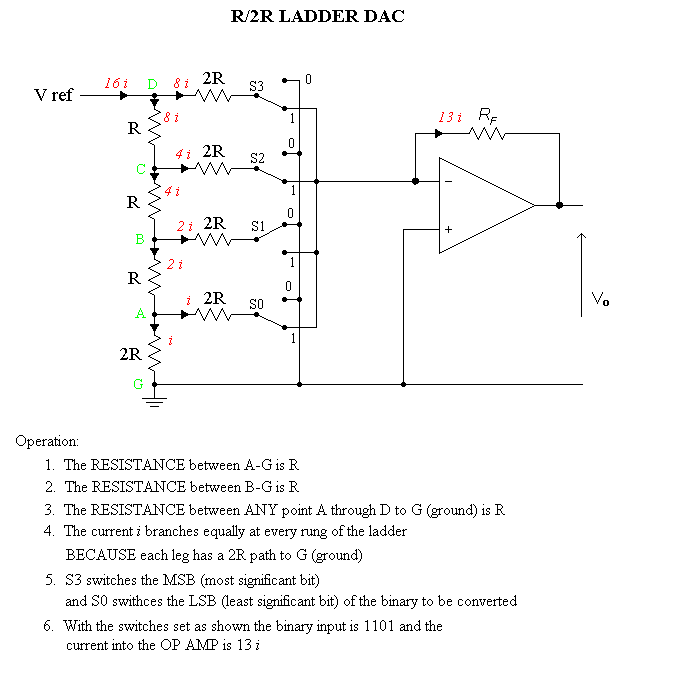 R/2R LADDER DAC
16 i D 8 i 2R S3 0
V ref
R 8 i 1
13 i RF
C 4 i 2R S2 0
R 4 i 1
−
B 2 i 2R S1 0
+
R 2 i 1
A i 2R S0 0
Vo
2R i 1
G
Operation:
1. The RESISTANCE between A-G is R
2. The RESISTANCE between B-G is R
3. The RESISTANCE between ANY point A through D to G (ground) is R
4. The current i branches equally at every rung of the ladder
BECAUSE each leg has a 2R path to G (ground)
5. S3 switches the MSB (most significant bit)
and S0 swithces the LSB (least significant bit) of the binary to be converted
6. With the switches set as shown the binary input is 1101 and the
current into the OP AMP is 13 i